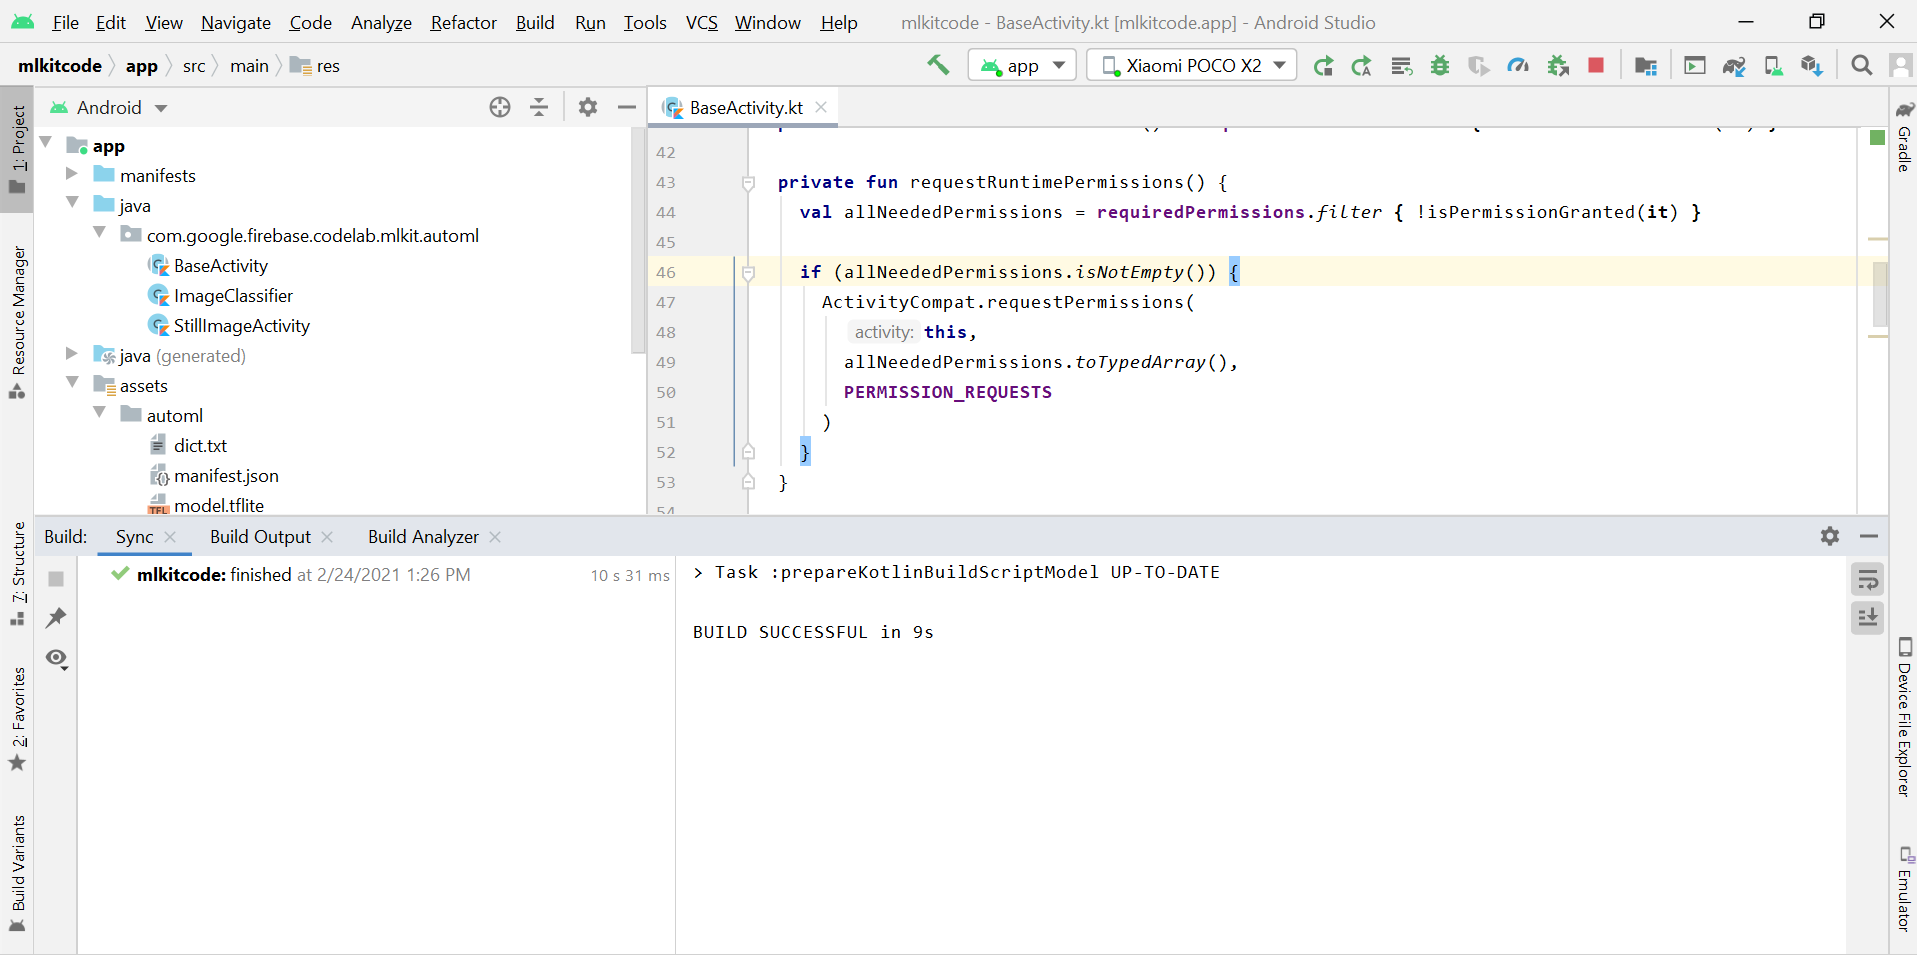 File Edit View Navigate Code Analyze Refactor Build Run Tools VCS Window Help mlkitcode - BaseActivity.kt [mlkitcode.app] - Android Studio
mlkitcode app src main res app Xiaomi POCO X2
1: Project
Resource Manager
7: Structure
2: Favorites
Build Variants
Android
app
manifests
java
com.google.firebase.codelab.mlkit.automl
BaseActivity
ImageClassifier
StillImageActivity
java (generated)
assets
automl
dict.txt
manifest.json
TFL model.tflite
BaseActivity.kt
42
43 private fun requestRuntimePermissions() {
44 val allNeededPermissions = requiredPermissions.filter { !isPermissionGranted(it) }
45
46 if (allNeededPermissions.isNotEmpty()) {
47 ActivityCompat.requestPermissions(
48 activity: this,
49 allNeededPermissions.toTypedArray(),
50 PERMISSION_REQUESTS
51 )
52 }
53 }
54
Build: Sync Build Output Build Analyzer
mlkitcode: finished at 2/24/2021 1:26 PM 10 s 31 ms
> Task :prepareKotlinBuildScriptModel UP-TO-DATE
BUILD SUCCESSFUL in 9s
Gradle
Device File Explorer
Emulator